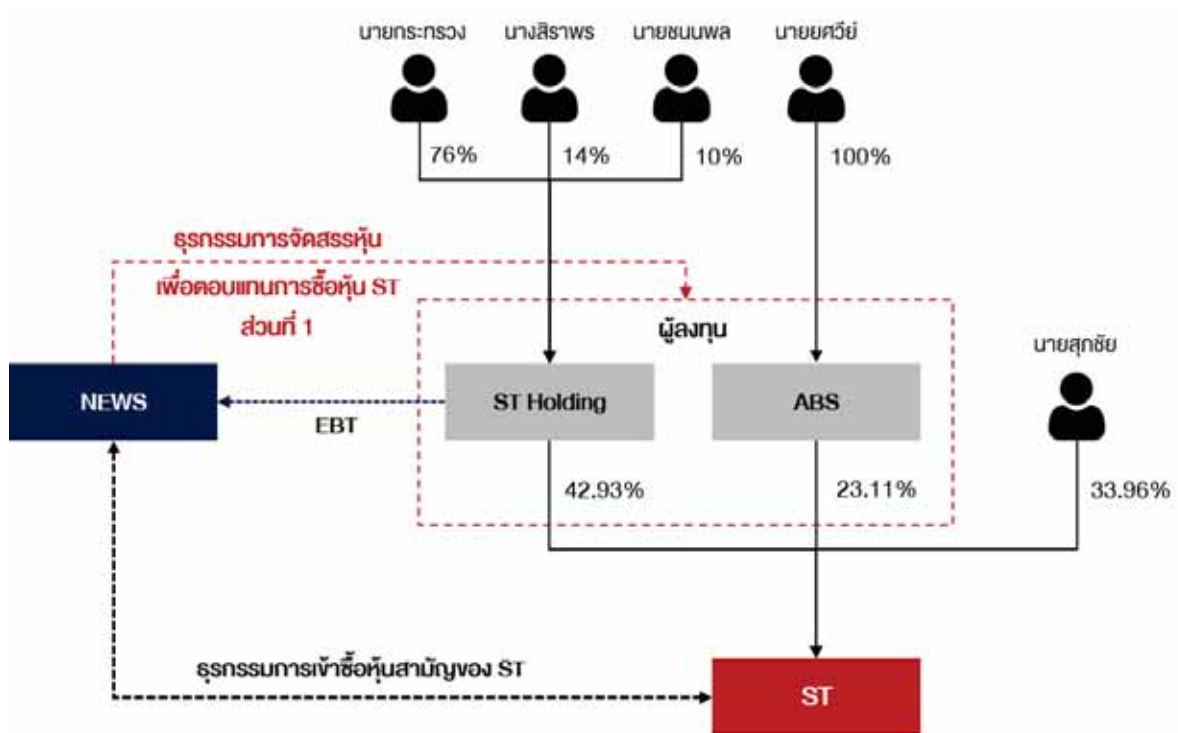 นายกระทรวง นางสิราพร นายชนนพล นายยศวีย์
76% 14% 10% 100%
ธุรกรรมการจัดสรรหุ้น
เพื่อตอบแทนการซื้อหุ้น ST
ส่วนที่ 1
ผู้ลงทุน
นายสุกชัย
NEWS
EBT
ST Holding
ABS
42.93% 23.11% 33.96%
ธุรกรรมการเข้าซื้อหุ้นสามัญของ ST
ST